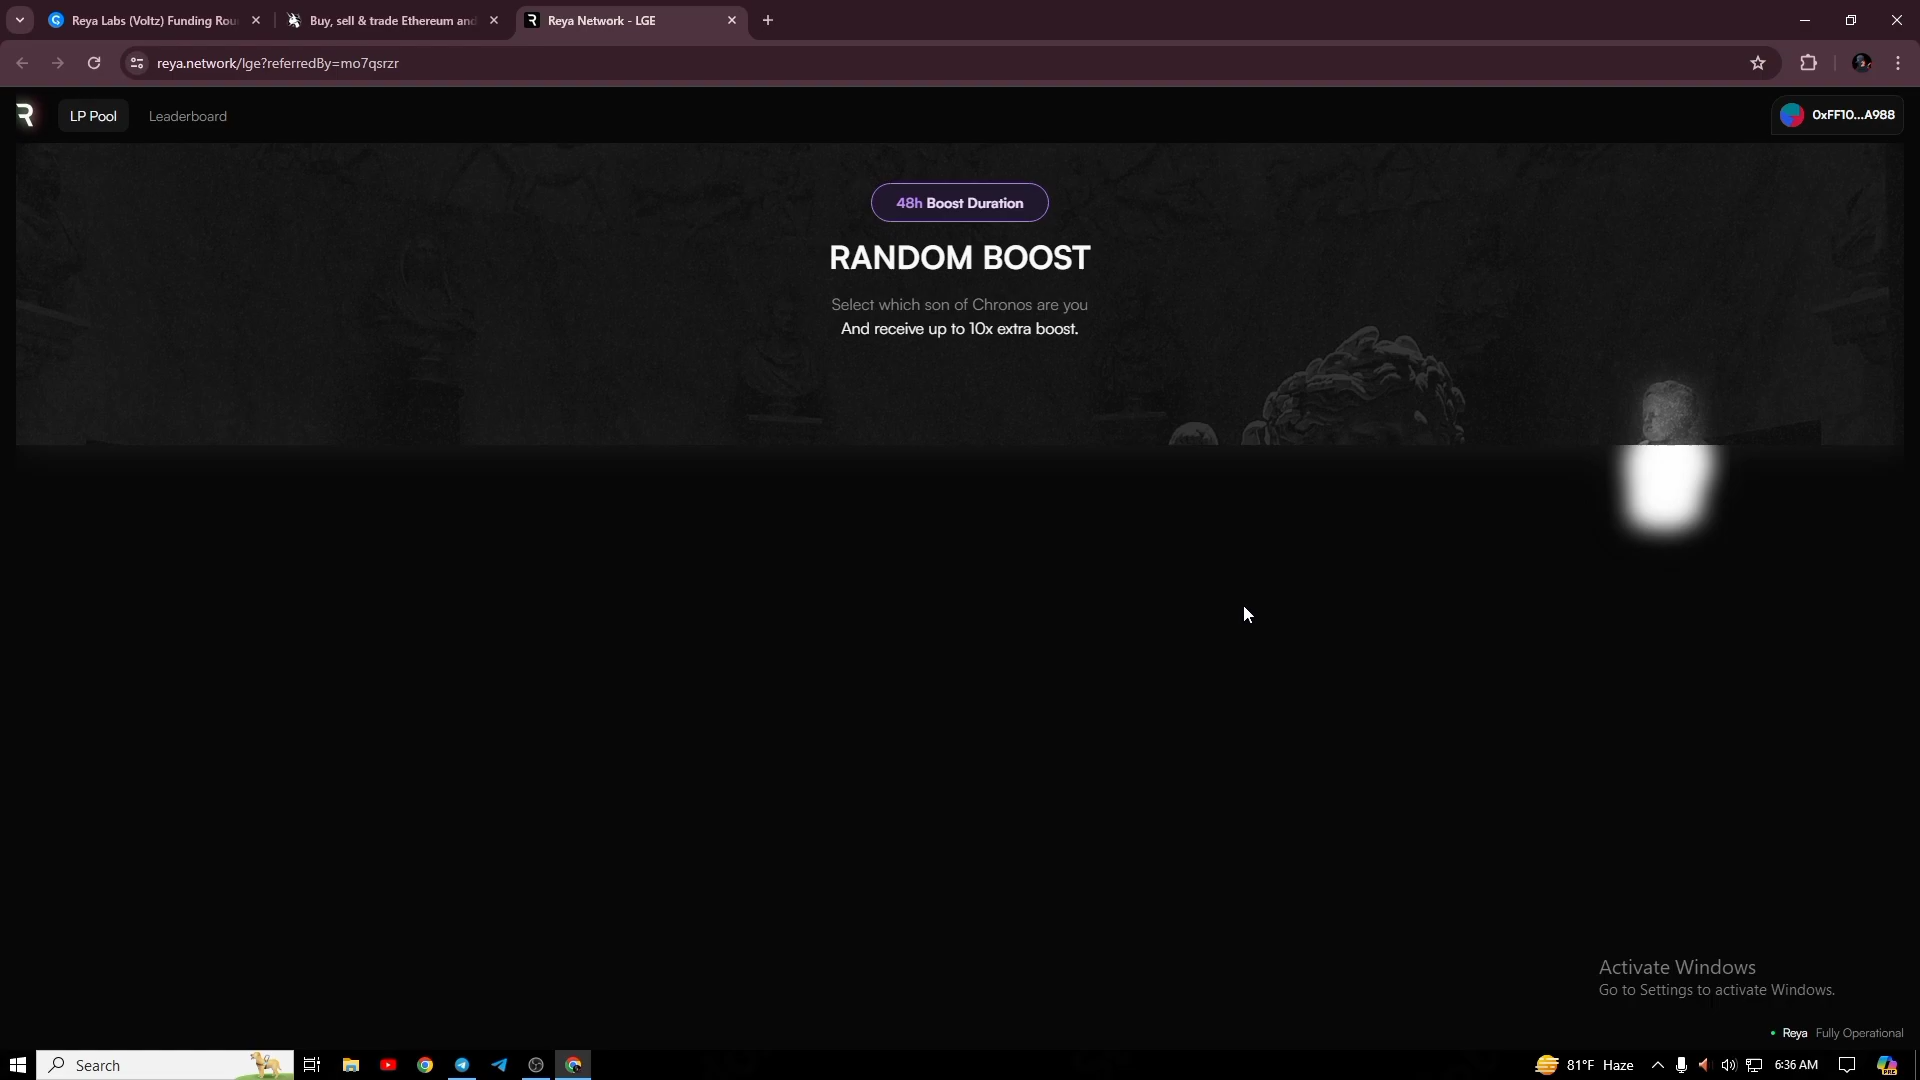 Reya Labs (Voltz) Funding Rou
Buy, sell & trade Ethereum and
Reya Network - LGE
reya.network/lge?referredBy=mo7qsrzr
LP Pool
Leaderboard
0xFF10...A988
48h Boost Duration
RANDOM BOOST
Select which son of Chronos are you
And receive up to 10x extra boost.
Activate Windows
Go to Settings to activate Windows.
Reya Fully Operational
Search
81°F Haze
6:36 AM